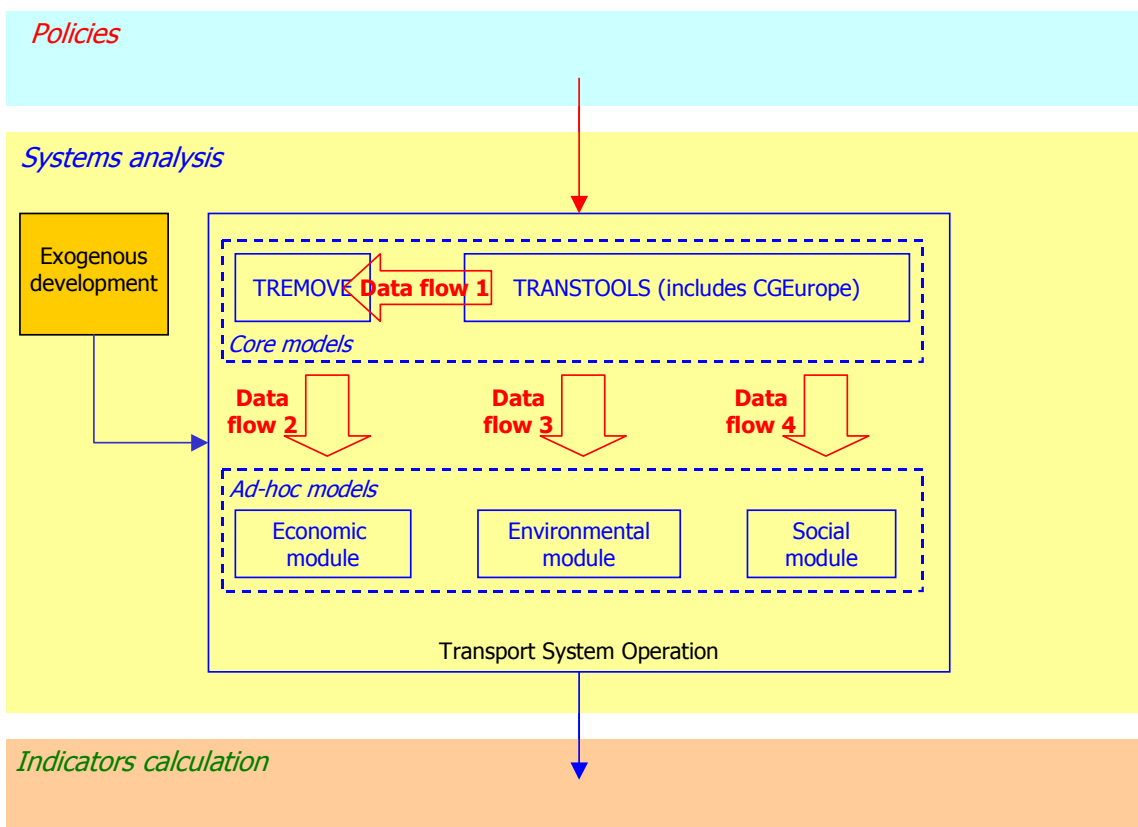 Policies
Systems analysis
Exogenous
development
TREMOVE
Data flow 1
TRANSTOOLS (includes CGEurope)
Core models
Data
flow 2
Data
flow 3
Data
flow 4
Ad-hoc models
Economic
module
Environmental
module
Social
module
Transport System Operation
Indicators calculation